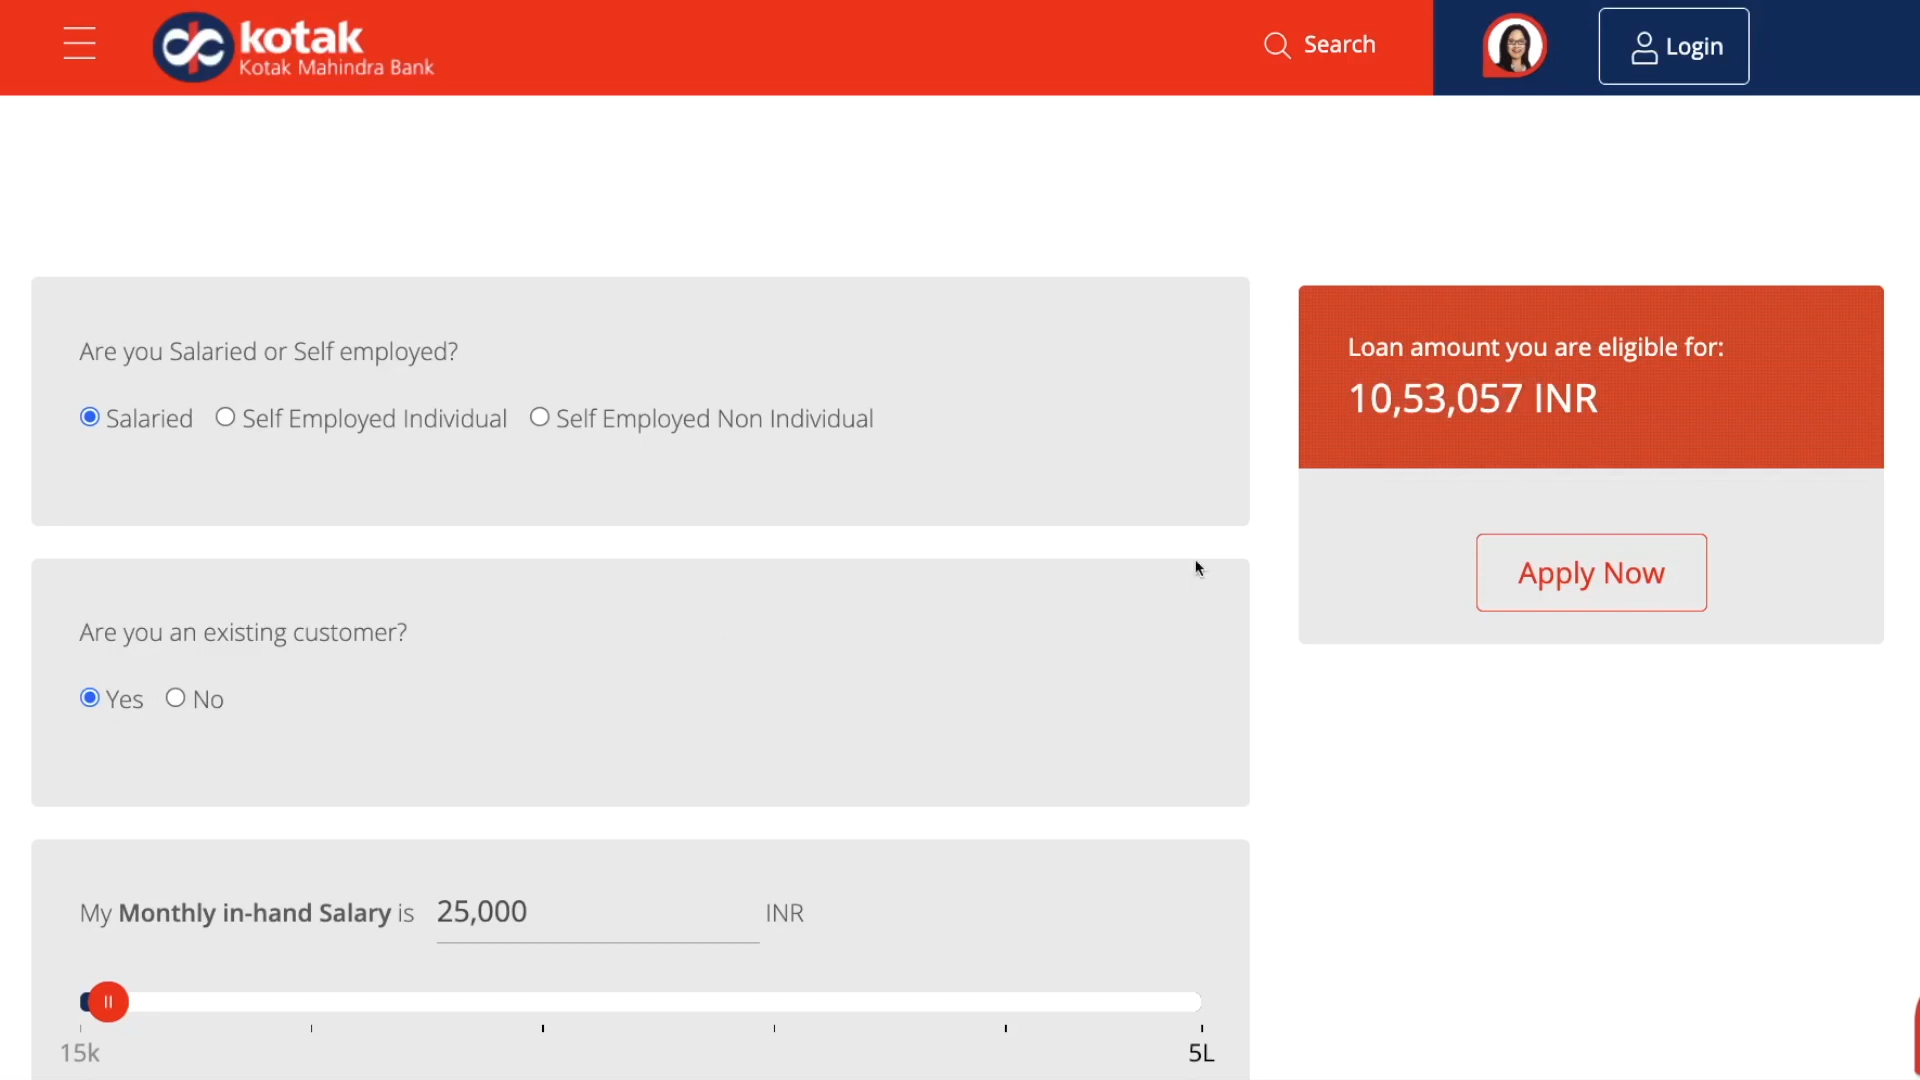 kotak
Kotak Mahindra Bank
Search
Login
Are you Salaried or Self employed?
Salaried Self Employed Individual Self Employed Non Individual
Loan amount you are eligible for:
10,53,057 INR
Apply Now
Are you an existing customer?
Yes No
My Monthly in-hand Salary is 25,000 INR
15k 5L